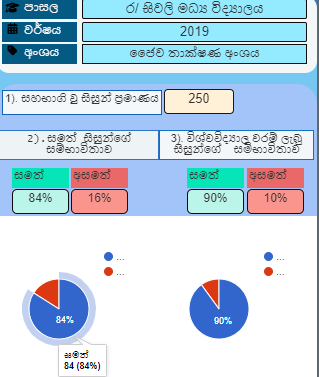 පාසල ර/ සිවලි මධ්‍ය විද්‍යාලය
වර්ෂය 2019
අංශය ජෛව තාක්ෂණ අංශය
1). සහභාගි වු සිසුන් ප්‍රමාණය 250
2) . සමත් සිසුන්ගේ සම්භාවිතාව
3). විශ්වවිද්‍යාල වරම් ලැබු සිසුන්ගේ සම්භාවිතාව
සමත් අසමත් සමත් අසමත්
84% 16% 90% 10%
... ...
... ...
84% 90%
සමත්
84 (84%)